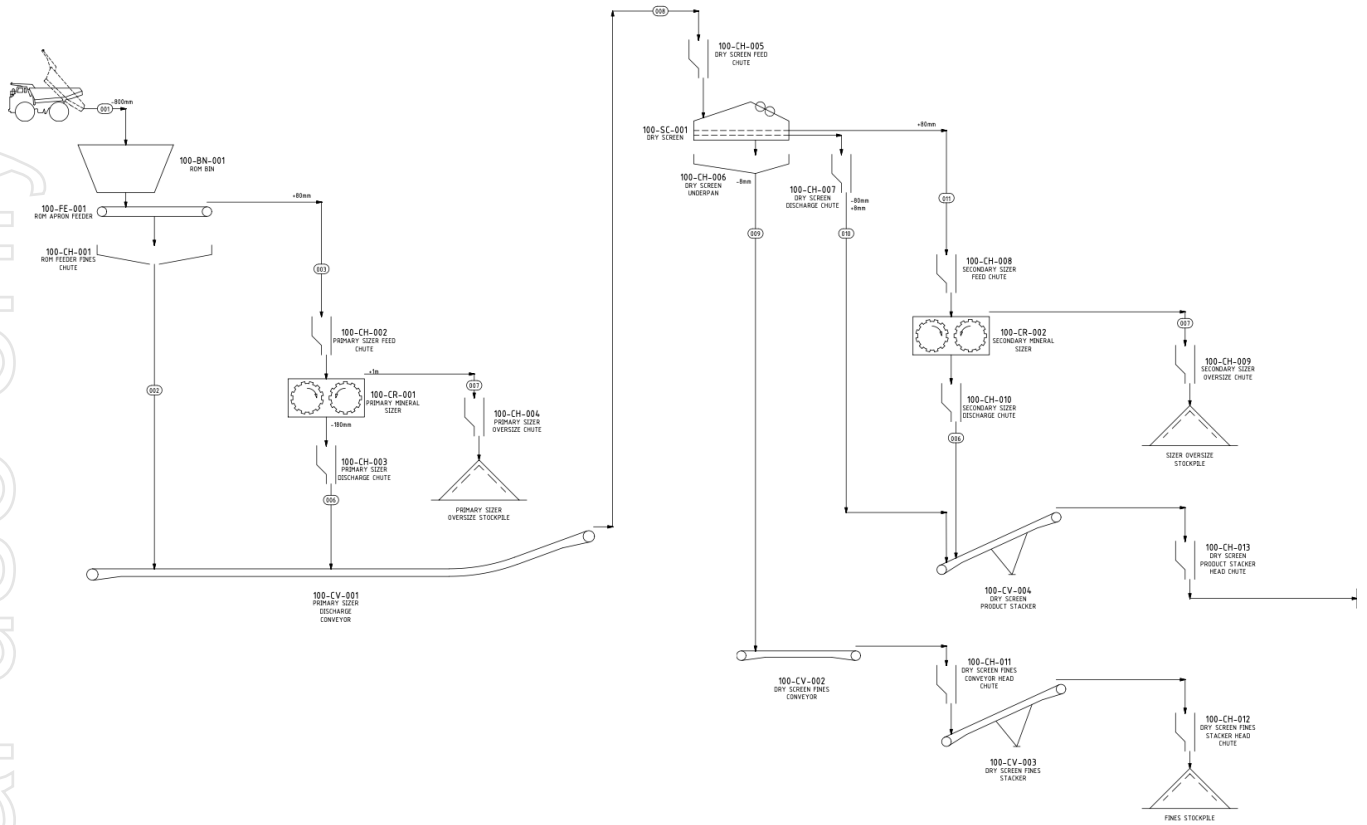 008
100-CH-005
DRY SCREEN FEED
CHUTE
-800mm
001
100-BN-001
ROM BIN
100-FE-001
ROM APRON FEEDER
+80mm
100-CH-001
ROM FEEDER FINES
CHUTE
002
003
100-CH-002
PRIMARY SIZER FEED
CHUTE
100-CR-001
PRIMARY MINERAL
SIZER
+1m
007
-180mm
100-CH-003
PRIMARY SIZER
DISCHARGE CHUTE
006
100-CH-004
PRIMARY SIZER
OVERSIZE CHUTE
PRIMARY SIZER
OVERSIZE STOCKPILE
100-CV-001
PRIMARY SIZER
DISCHARGE
CONVEYOR
100-SC-001
DRY SCREEN
+80mm
100-CH-006
DRY SCREEN
UNDERPAN
-8mm
100-CH-007
DRY SCREEN
DISCHARGE CHUTE
-80mm
+8mm
009
010
011
100-CH-008
SECONDARY SIZER
FEED CHUTE
100-CR-002
SECONDARY MINERAL
SIZER
007
100-CH-009
SECONDARY SIZER
OVERSIZE CHUTE
100-CH-010
SECONDARY SIZER
DISCHARGE CHUTE
006
SIZER OVERSIZE
STOCKPILE
100-CV-004
DRY SCREEN
PRODUCT STACKER
100-CH-013
DRY SCREEN
PRODUCT STACKER
HEAD CHUTE
100-CV-002
DRY SCREEN FINES
CONVEYOR
100-CH-011
DRY SCREEN FINES
CONVEYOR HEAD
CHUTE
100-CV-003
DRY SCREEN FINES
STACKER
100-CH-012
DRY SCREEN FINES
STACKER HEAD
CHUTE
FINES STOCKPILE